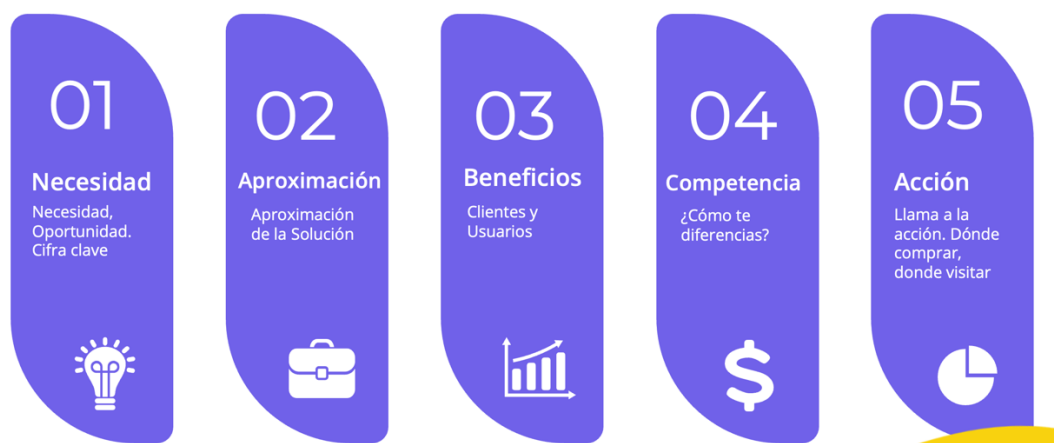 01
Necesidad
Necesidad,
Oportunidad.
Cifra clave
02
Aproximación
Aproximación
de la Solución
03
Beneficios
Clientes y
Usuarios
04
Competencia
¿Cómo te
diferencias?
05
Acción
Llama a la
acción. Dónde
comprar,
donde visitar